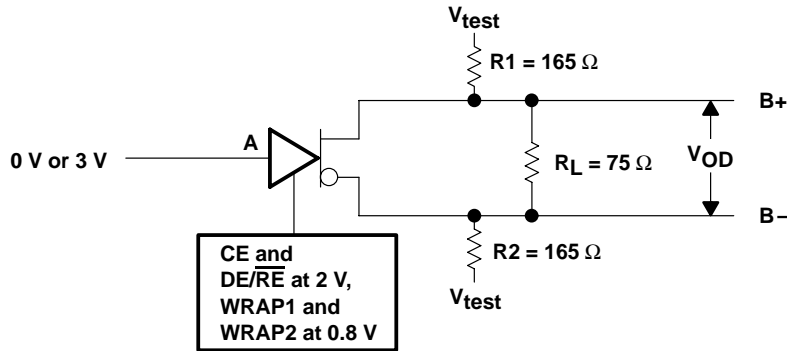 Vtest
R1 = 165 Ω
B+
A
0 V or 3 V
VOD
RL = 75 Ω
B−
CE and
DE/R̅E̅ at 2 V,
WRAP1 and
WRAP2 at 0.8 V
R2 = 165 Ω
Vtest